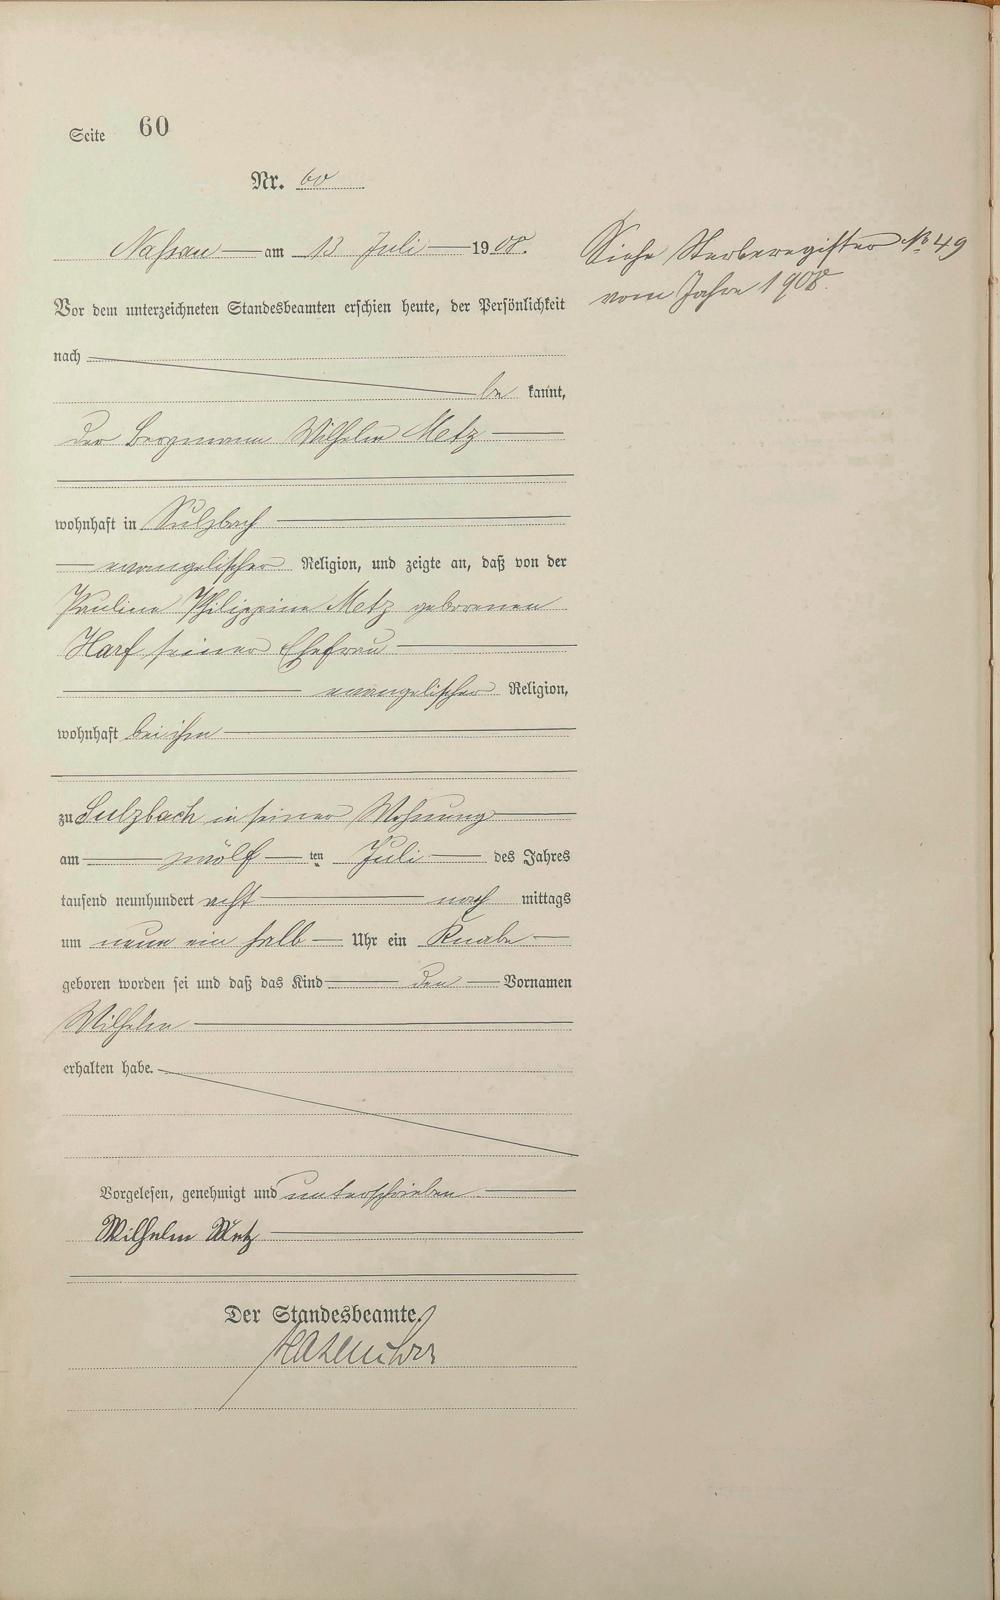 Seite 60
Nr. 60
Nassau am 13 Juli 1908.
Siehe Sterberegister No 49
vom Jahre 1908.
Vor dem unterzeichneten Standesbeamten erschien heute, der Persönlichkeit
nach
be kannt,
der Bergmann Wilhelm Metz
wohnhaft in Sulzbach
evangelischer Religion, und zeigte an, daß von der
Pauline Philippine Metz geborenen
Harf seiner Ehefrau
evangelischer Religion,
wohnhaft bei ihm
zu Sulzbach in seiner Wohnung
am zwölf ten Juli des Jahres
tausend neunhundert acht nach mittags
um neun ein halb Uhr ein Knabe
geboren worden sei und daß das Kind den Vornamen
Wilhelm
erhalten habe.
Vorgelesen, genehmigt und unterschrieben
Wilhelm Metz
Der Standesbeamte.